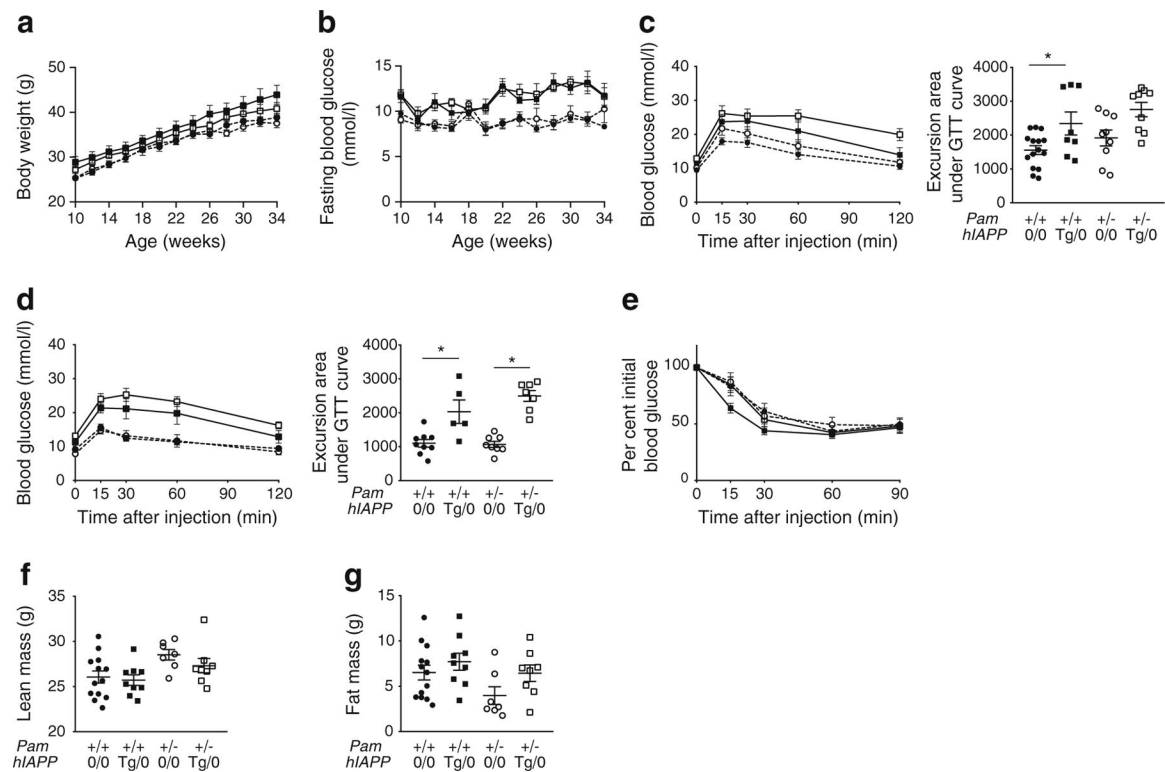 a
Body weight (g)
50
40
30
20
10 14 18 22 26 30 34
Age (weeks)
b
Fasting blood glucose
(mmol/l)
15
10
5
0
10 14 18 22 26 30 34
Age (weeks)
c
Blood glucose (mmol/l)
40
30
20
10
0
0 15 30 60 90 120
Time after injection (min)
Excursion area
under GTT curve
*
4000
3000
2000
1000
0
Pam +/+ +/+ +/- +/-
hIAPP 0/0 Tg/0 0/0 Tg/0
d
Blood glucose (mmol/l)
40
30
20
10
0
0 15 30 60 90 120
Time after injection (min)
Excursion area
under GTT curve
* *
4000
3000
2000
1000
0
Pam +/+ +/+ +/- +/-
hIAPP 0/0 Tg/0 0/0 Tg/0
e
Per cent initial
blood glucose
100
50
0
0 15 30 60 90
Time after injection (min)
f
Lean mass (g)
35
30
25
20
Pam +/+ +/+ +/- +/-
hIAPP 0/0 Tg/0 0/0 Tg/0
g
Fat mass (g)
15
10
5
0
Pam +/+ +/+ +/- +/-
hIAPP 0/0 Tg/0 0/0 Tg/0